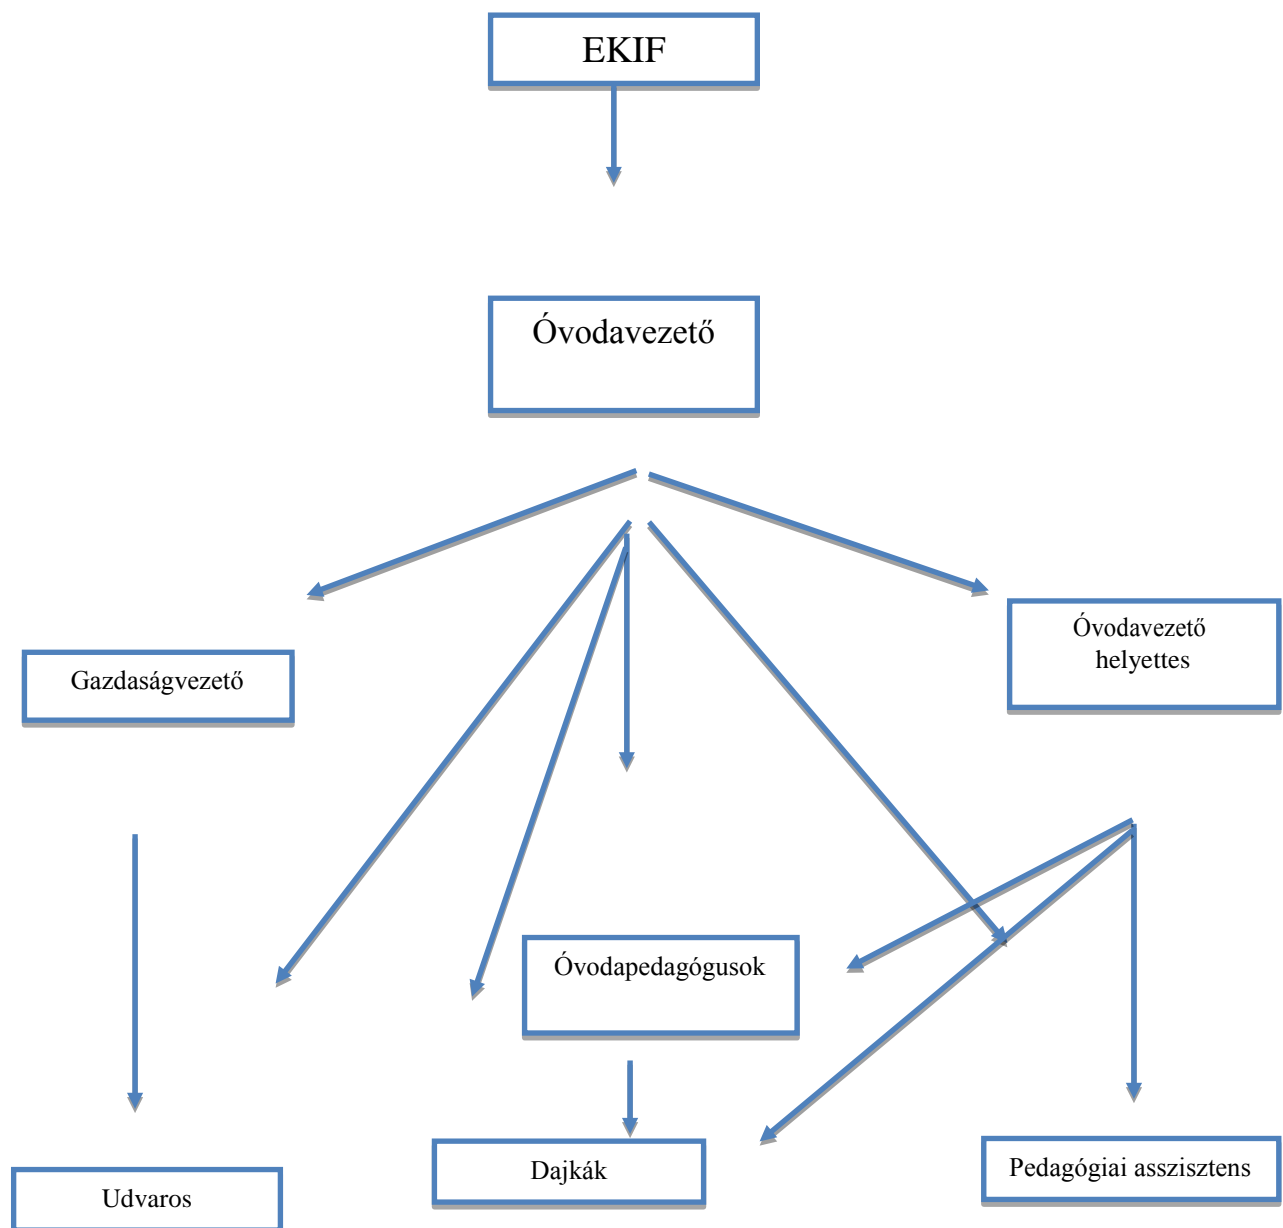 EKIF
Óvodavezető
Óvodavezető
helyettes
Gazdaságvezető
Óvodapedagógusok
Dajkák
Pedagógiai asszisztens
Udvaros